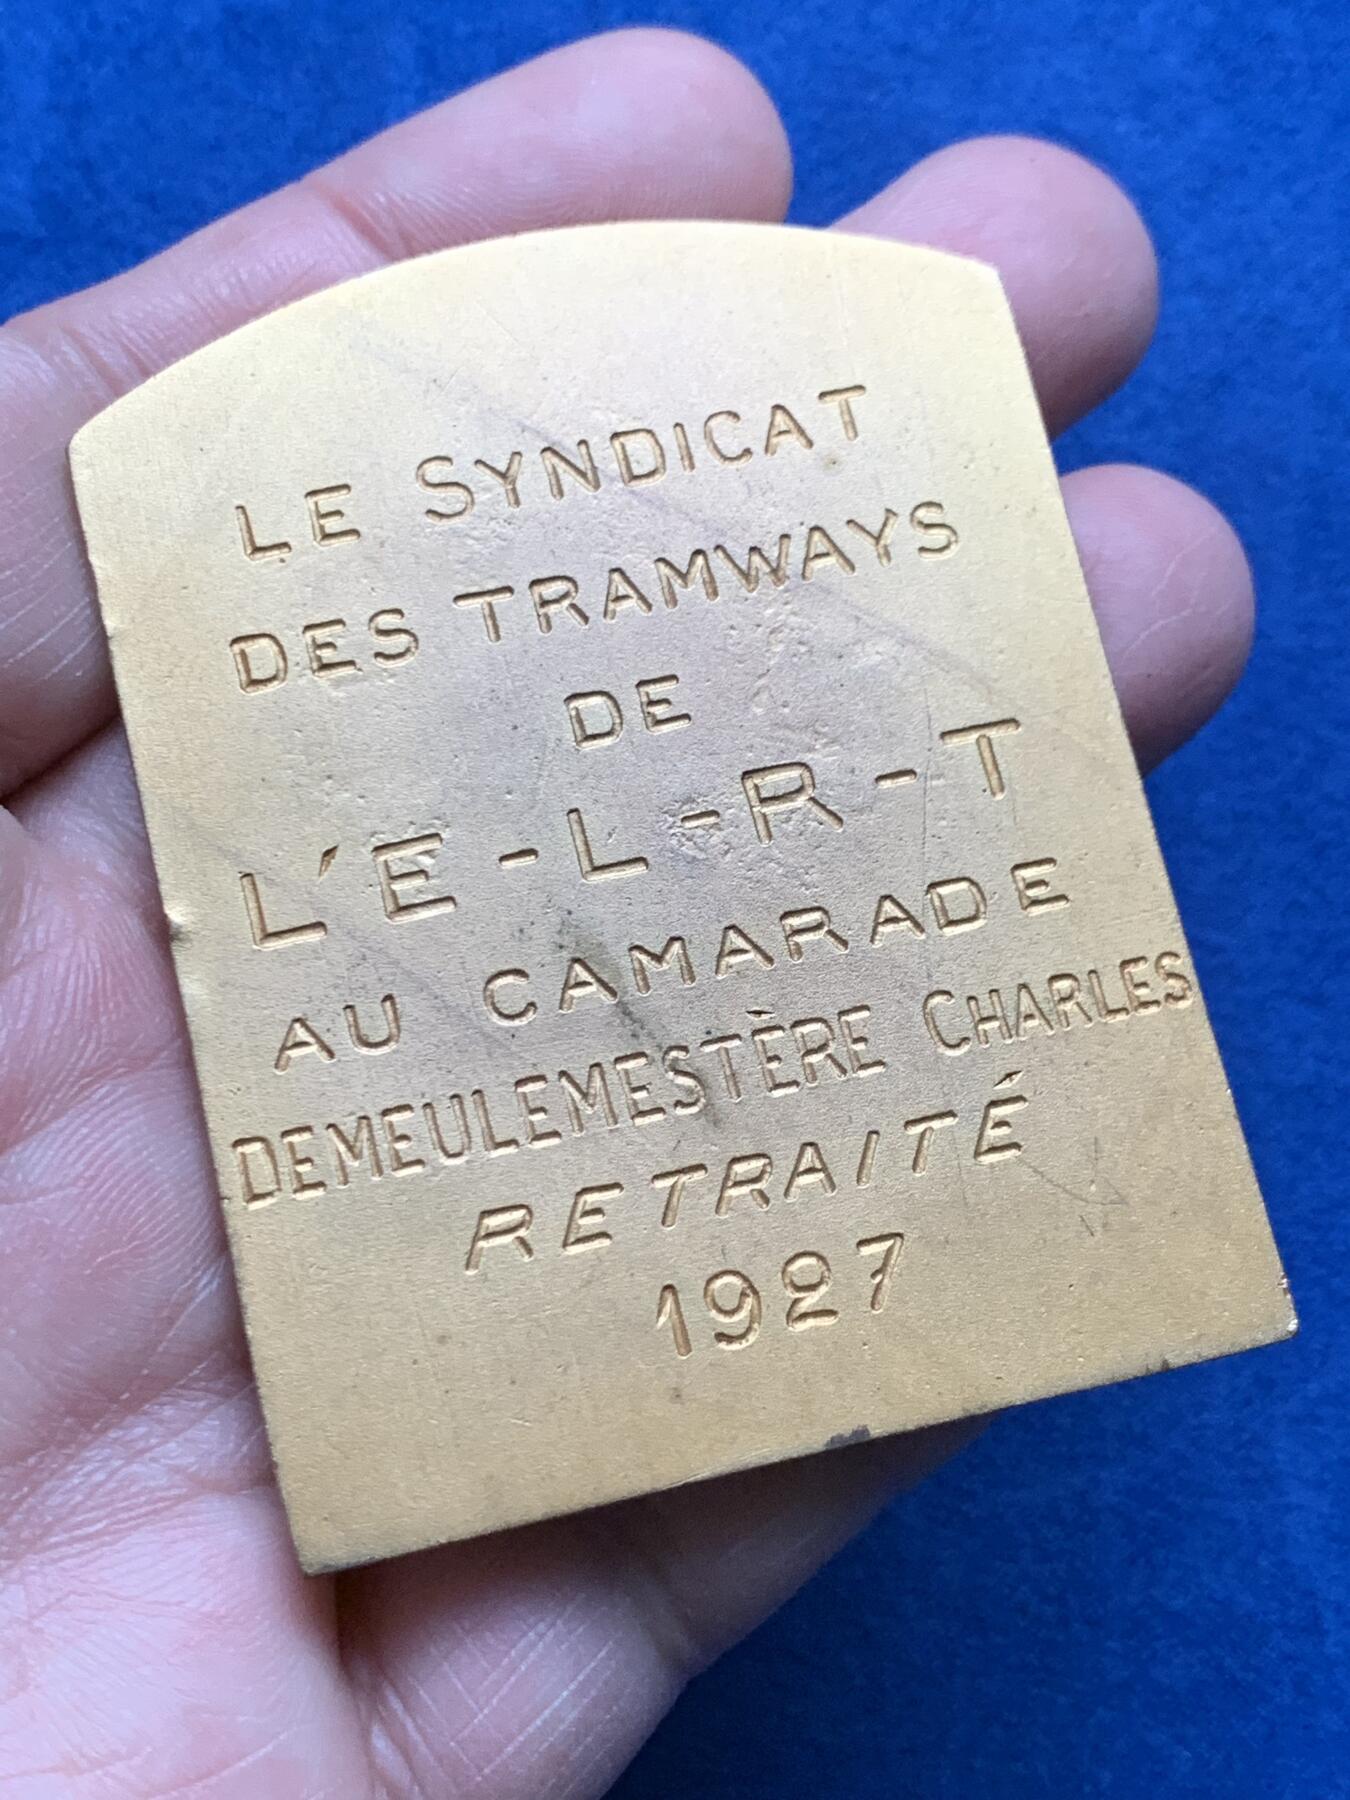 LE SYNDICAT
DES TRAMWAYS
DE
L'E-L-R-T
AU CAMARADE
DEMEULEMESTÈRE CHARLES
RETRAITÉ
1927